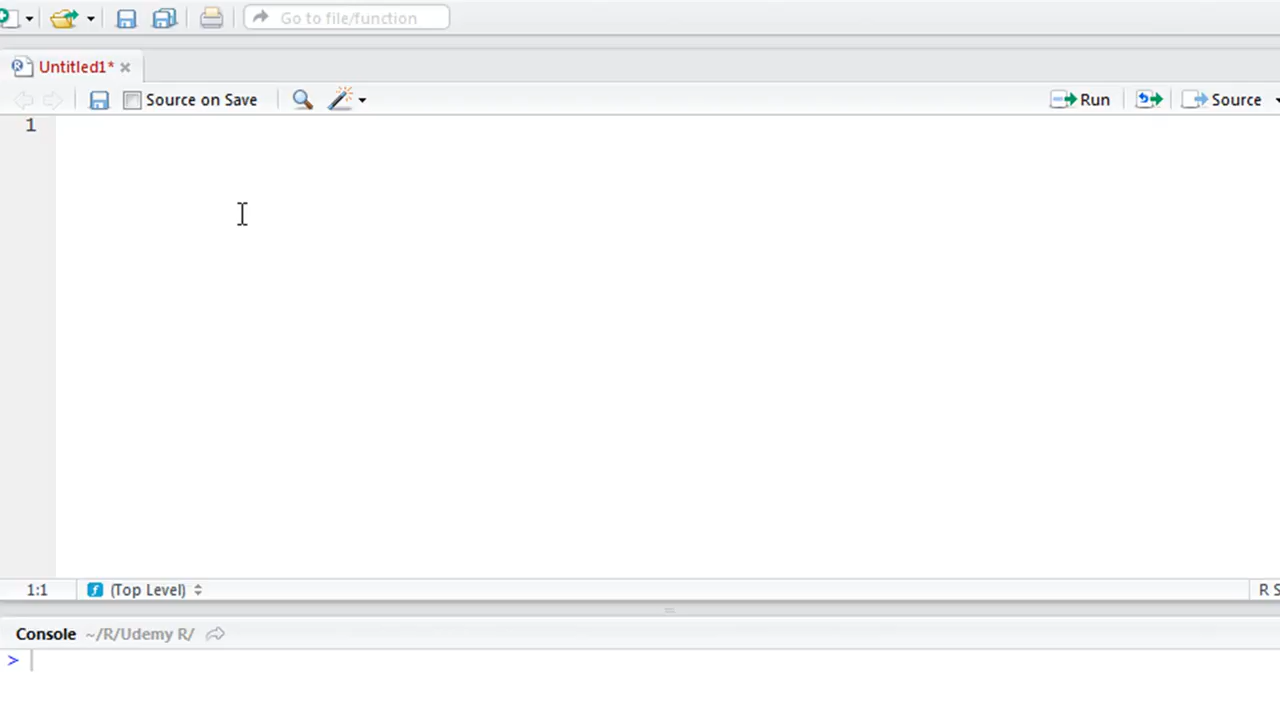 Go to file/function
Untitled1*
Source on Save Run Source
1
1:1 (Top Level) R S
Console ~/R/Udemy R/
>